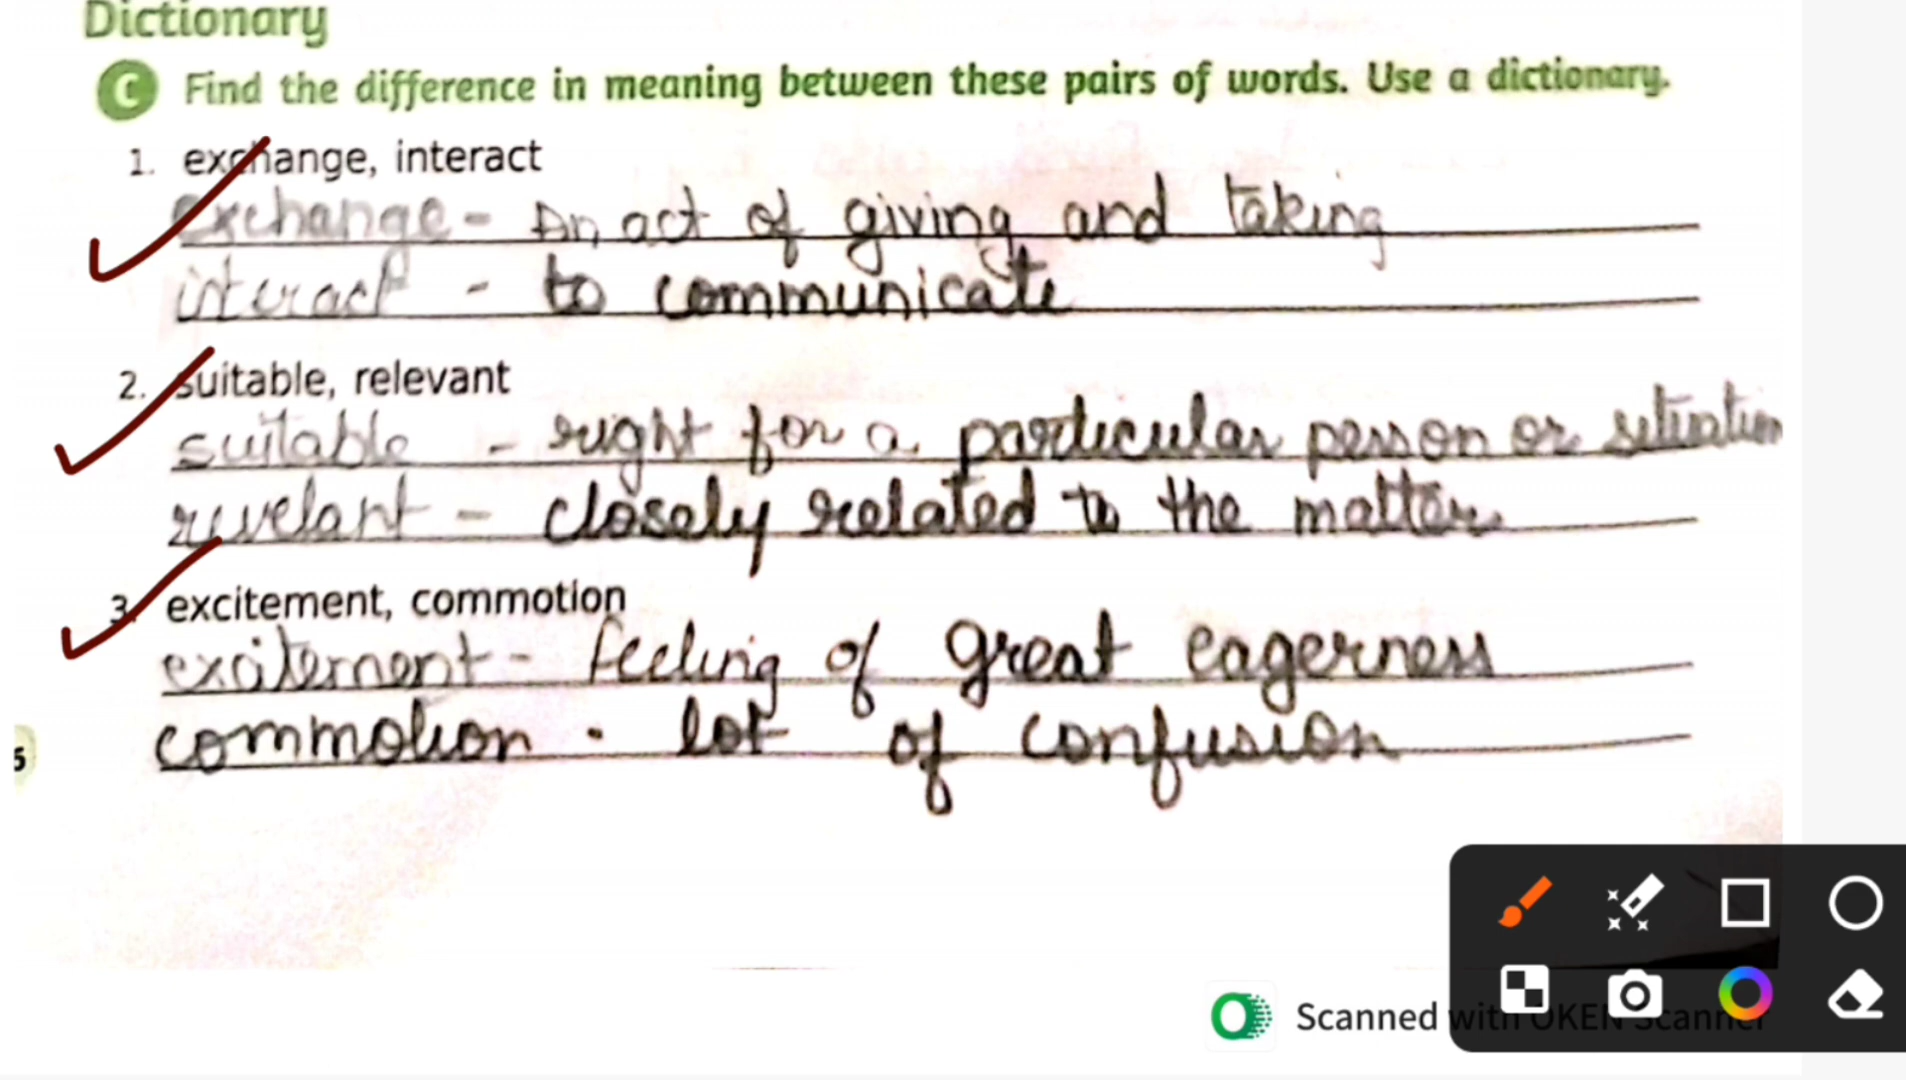 Dictionary
C Find the difference in meaning between these pairs of words. Use a dictionary.
1. exchange, interact
exchange - An act of giving and taking
interact - to communicate
2. suitable, relevant
suitable - right for a particular person or situation
revelant - closely related to the matter
3. excitement, commotion
excitement - feeling of great eagerness
commotion - lot of confusion
5
Scanned with OKEN Scanner